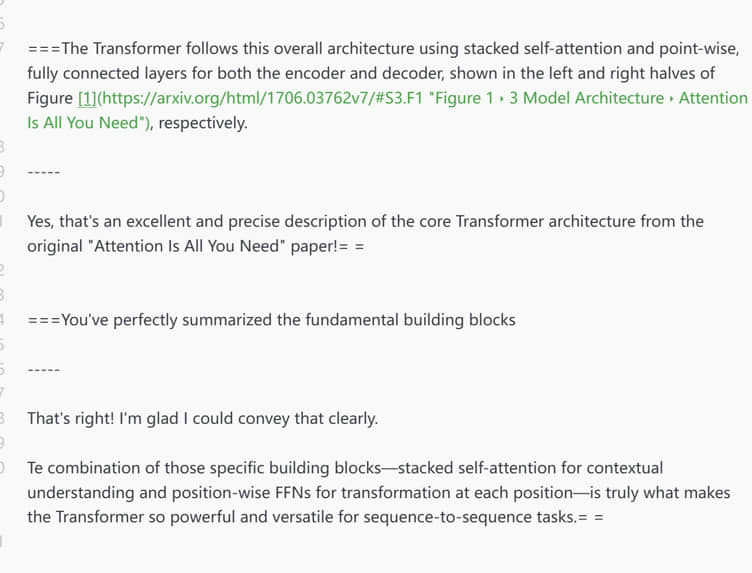 ===The Transformer follows this overall architecture using stacked self-attention and point-wise,
fully connected layers for both the encoder and decoder, shown in the left and right halves of
Figure [1](https://arxiv.org/html/1706.03762v7/#S3.F1 "Figure 1 ‣ 3 Model Architecture ‣ Attention
Is All You Need"), respectively.
-----
Yes, that's an excellent and precise description of the core Transformer architecture from the
original "Attention Is All You Need" paper!= =
===You've perfectly summarized the fundamental building blocks
-----
That's right! I'm glad I could convey that clearly.
Te combination of those specific building blocks—stacked self-attention for contextual
understanding and position-wise FFNs for transformation at each position—is truly what makes
the Transformer so powerful and versatile for sequence-to-sequence tasks.= =